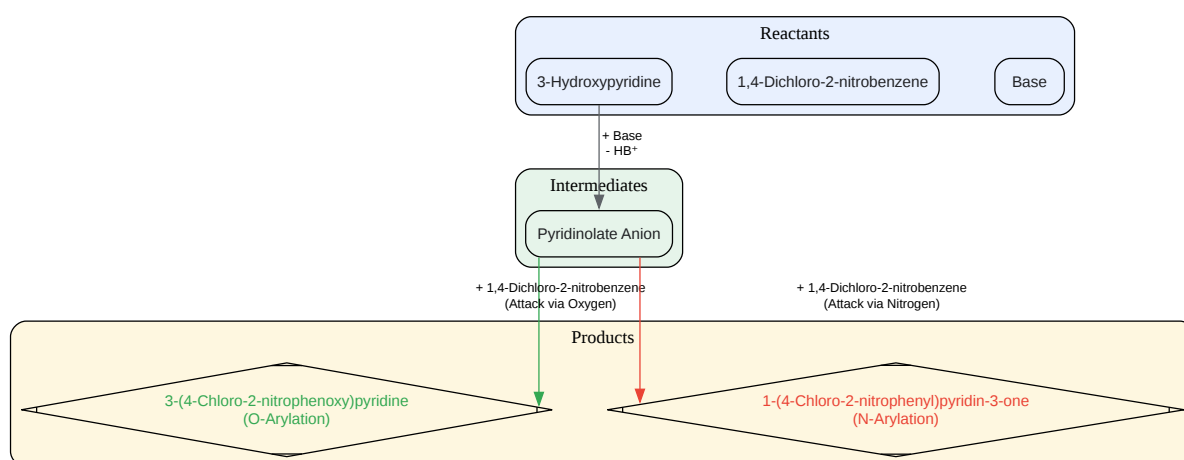 Reactants
3-Hydroxypyridine
1,4-Dichloro-2-nitrobenzene
Base
+ Base
- HB⁺
Intermediates
Pyridinolate Anion
+ 1,4-Dichloro-2-nitrobenzene
(Attack via Oxygen)
+ 1,4-Dichloro-2-nitrobenzene
(Attack via Nitrogen)
Products
3-(4-Chloro-2-nitrophenoxy)pyridine
(O-Arylation)
1-(4-Chloro-2-nitrophenyl)pyridin-3-one
(N-Arylation)